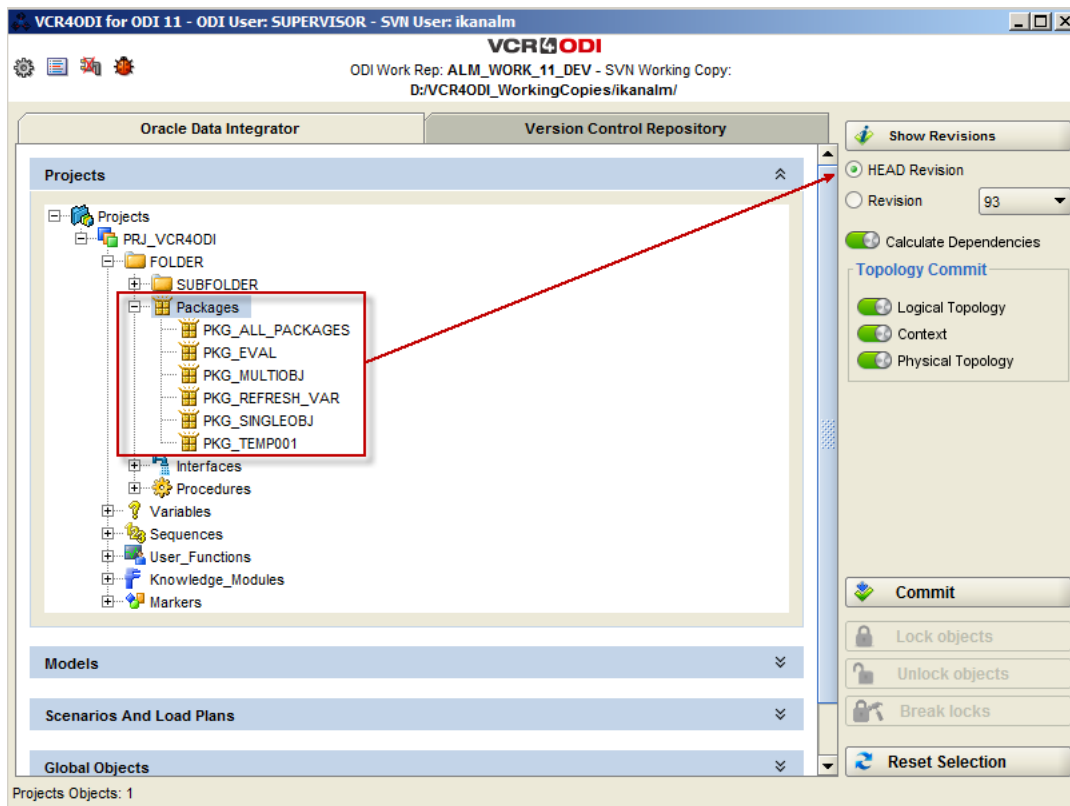 VCR4ODI for ODI 11 - ODI User: SUPERVISOR - SVN User: ikanalm
VCR4ODI
ODI Work Rep: ALM_WORK_11_DEV - SVN Working Copy:
D:/VCR4ODI_WorkingCopies/ikanalm/
Oracle Data Integrator
Version Control Repository
Projects
Projects
PRJ_VCR4ODI
FOLDER
SUBFOLDER
Packages
PKG_ALL_PACKAGES
PKG_EVAL
PKG_MULTIOBJ
PKG_REFRESH_VAR
PKG_SINGLEOBJ
PKG_TEMP001
Interfaces
Procedures
Variables
Sequences
User_Functions
Knowledge_Modules
Markers
Models
Scenarios And Load Plans
Global Objects
Show Revisions
HEAD Revision
Revision 93
Calculate Dependencies
Topology Commit
Logical Topology
Context
Physical Topology
Commit
Lock objects
Unlock objects
Break locks
Reset Selection
Projects Objects: 1